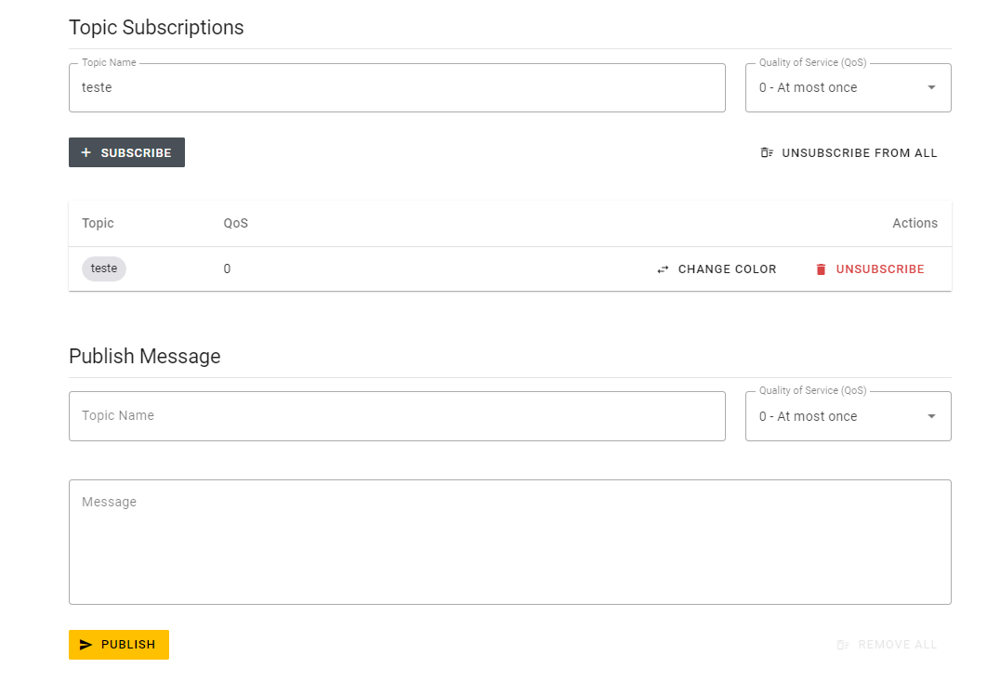 Topic Subscriptions
Topic Name
Quality of Service (QoS)
teste
0 - At most once
SUBSCRIBE
UNSUBSCRIBE FROM ALL
Topic QoS Actions
teste 0 CHANGE COLOR UNSUBSCRIBE
Publish Message
Quality of Service (QoS)
Topic Name
0 - At most once
Message
PUBLISH
REMOVE ALL